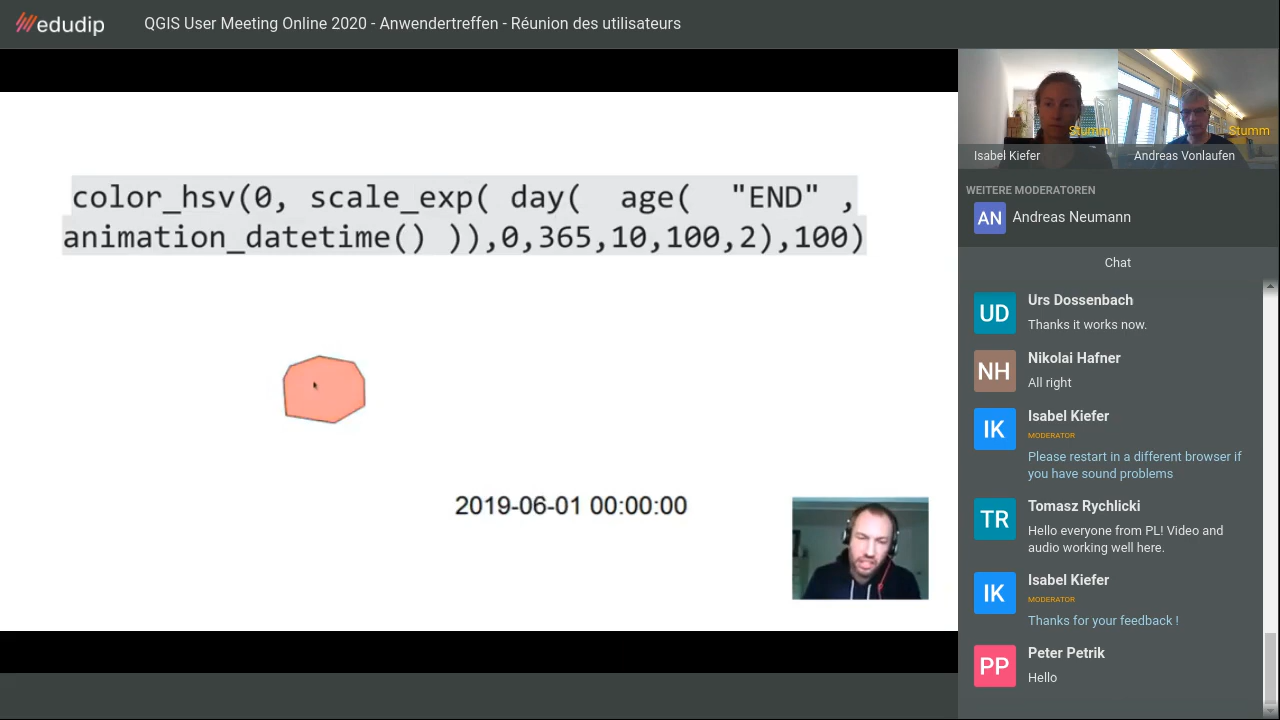 edudip
QGIS User Meeting Online 2020 - Anwendertreffen - Réunion des utilisateurs
color_hsv(0, scale_exp( day(  age(  "END" ,
animation_datetime() )),0,365,10,100,2),100)
2019-06-01 00:00:00
Stumm
Stumm
Isabel Kiefer
Andreas Vonlaufen
WEITERE MODERATOREN
AN
Andreas Neumann
Chat
UD
Urs Dossenbach
Thanks it works now.
NH
Nikolai Hafner
All right
IK
Isabel Kiefer
MODERATOR
Please restart in a different browser if
you have sound problems
TR
Tomasz Rychlicki
Hello everyone from PL! Video and
audio working well here.
IK
Isabel Kiefer
MODERATOR
Thanks for your feedback !
PP
Peter Petrik
Hello